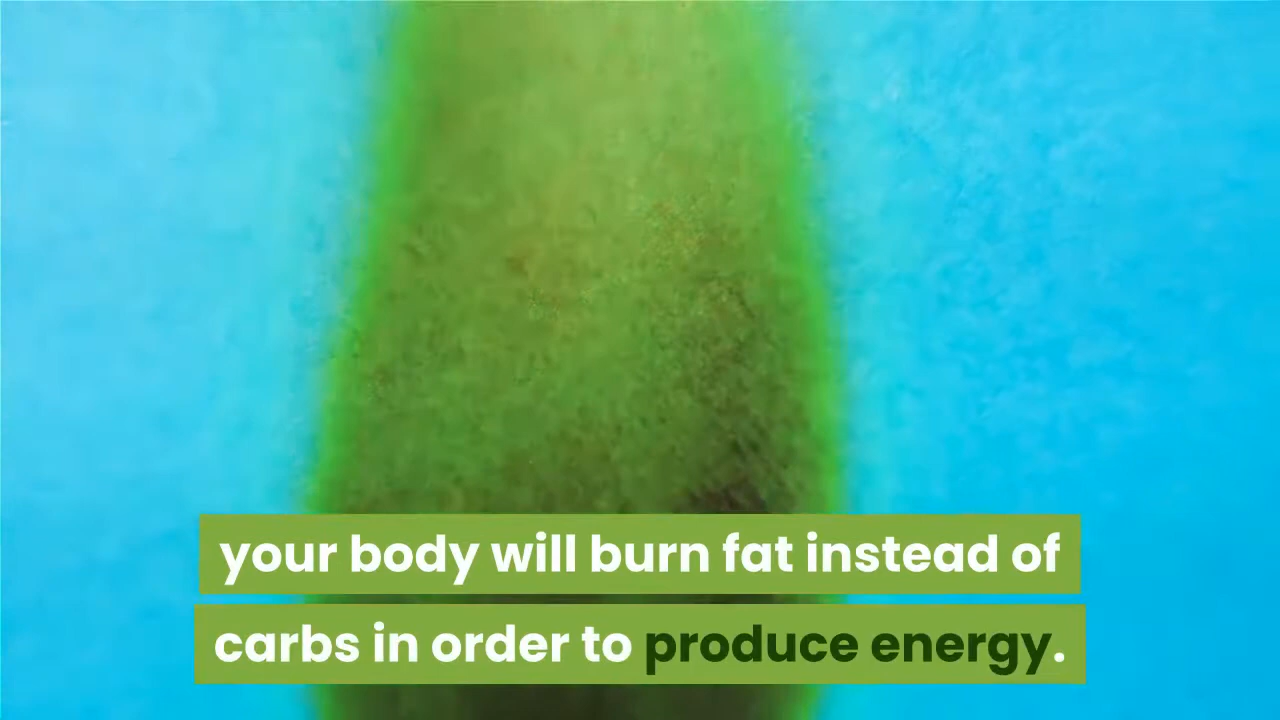 your body will burn fat instead of
carbs in order to produce energy.